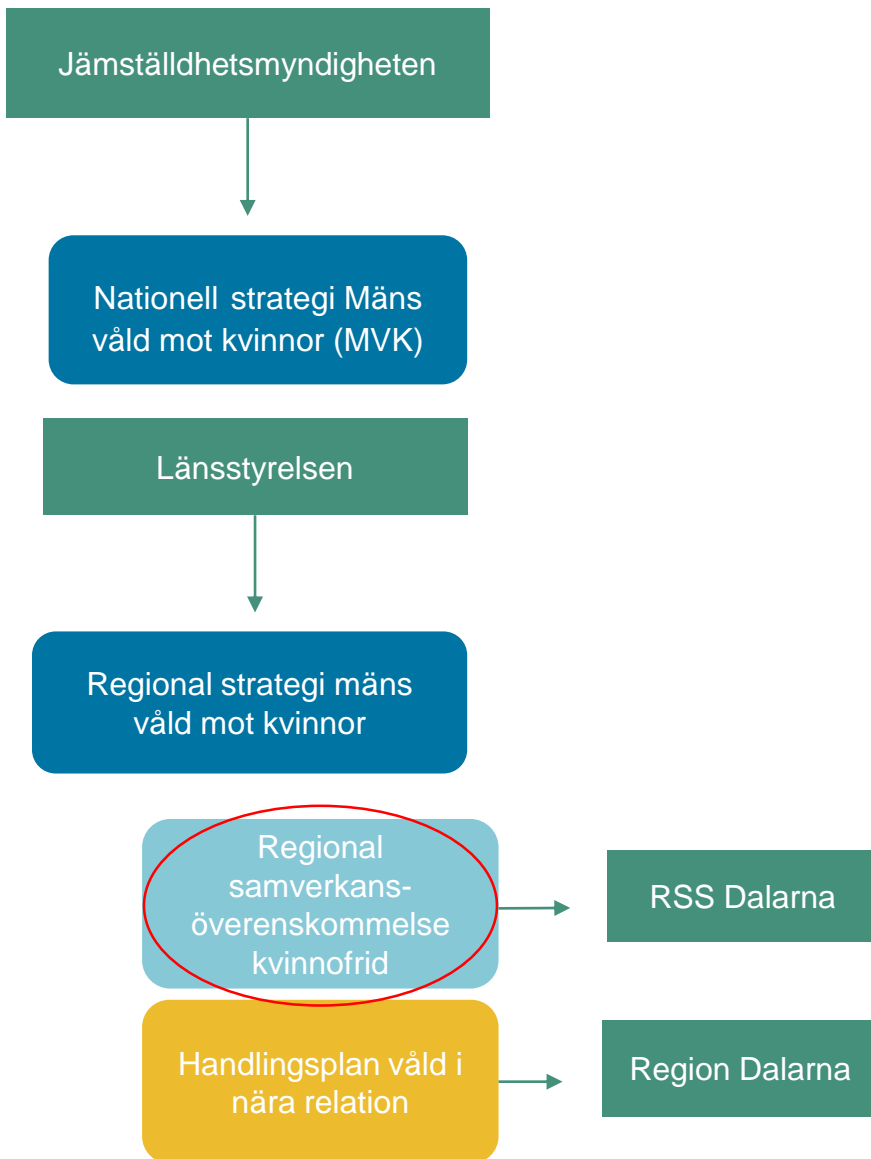 Jämställdhetsmyndigheten
Nationell strategi Mäns
våld mot kvinnor (MVK)
Länsstyrelsen
Regional strategi mäns
våld mot kvinnor
Regional
samverkans-
överenskommelse
kvinnofrid
RSS Dalarna
Handlingsplan våld i
nära relation
Region Dalarna